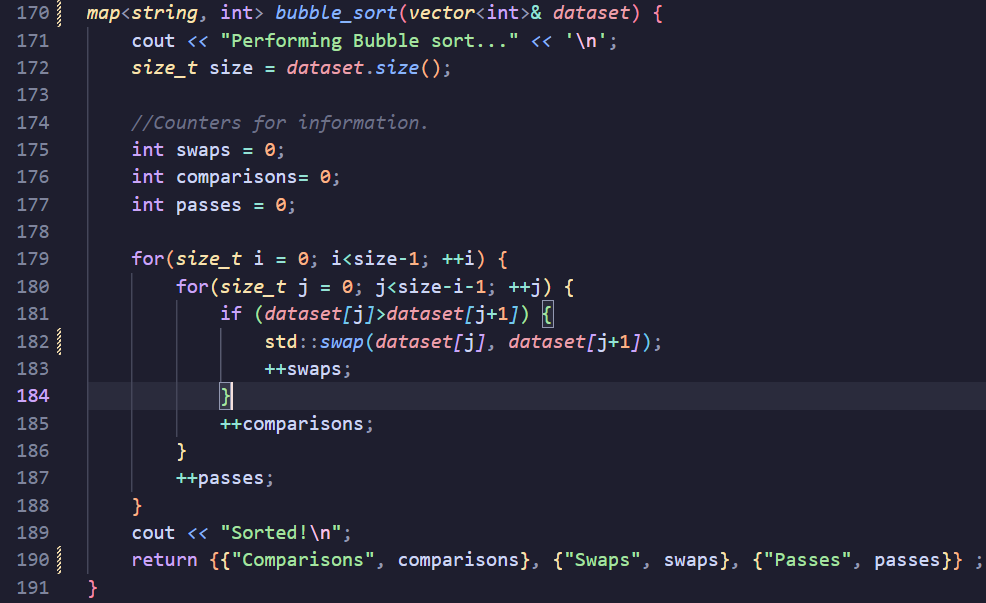 170 map<string, int> bubble_sort(vector<int>& dataset) {
171     cout << "Performing Bubble sort..." << '\n';
172     size_t size = dataset.size();
173
174     //Counters for information.
175     int swaps = 0;
176     int comparisons= 0;
177     int passes = 0;
178
179     for(size_t i = 0; i<size-1; ++i) {
180         for(size_t j = 0; j<size-i-1; ++j) {
181             if (dataset[j]>dataset[j+1]) {
182                 std::swap(dataset[j], dataset[j+1]);
183                 ++swaps;
184             }
185             ++comparisons;
186         }
187         ++passes;
188     }
189     cout << "Sorted!\n";
190     return {{"Comparisons", comparisons}, {"Swaps", swaps}, {"Passes", passes}} ;
191 }